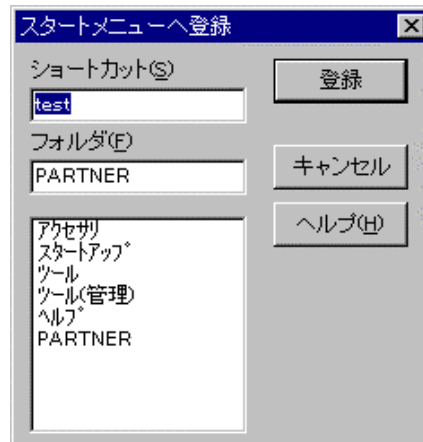 スタートメニューへ登録
ショートカット(S)
test
フォルダ(F)
PARTNER
ｱｸｾｻﾘ
ｽﾀｰﾄｱｯﾌﾟ
ﾂｰﾙ
ﾂｰﾙ(管理)
ﾍﾙﾌﾟ
PARTNER
登録
キャンセル
ヘルプ(H)